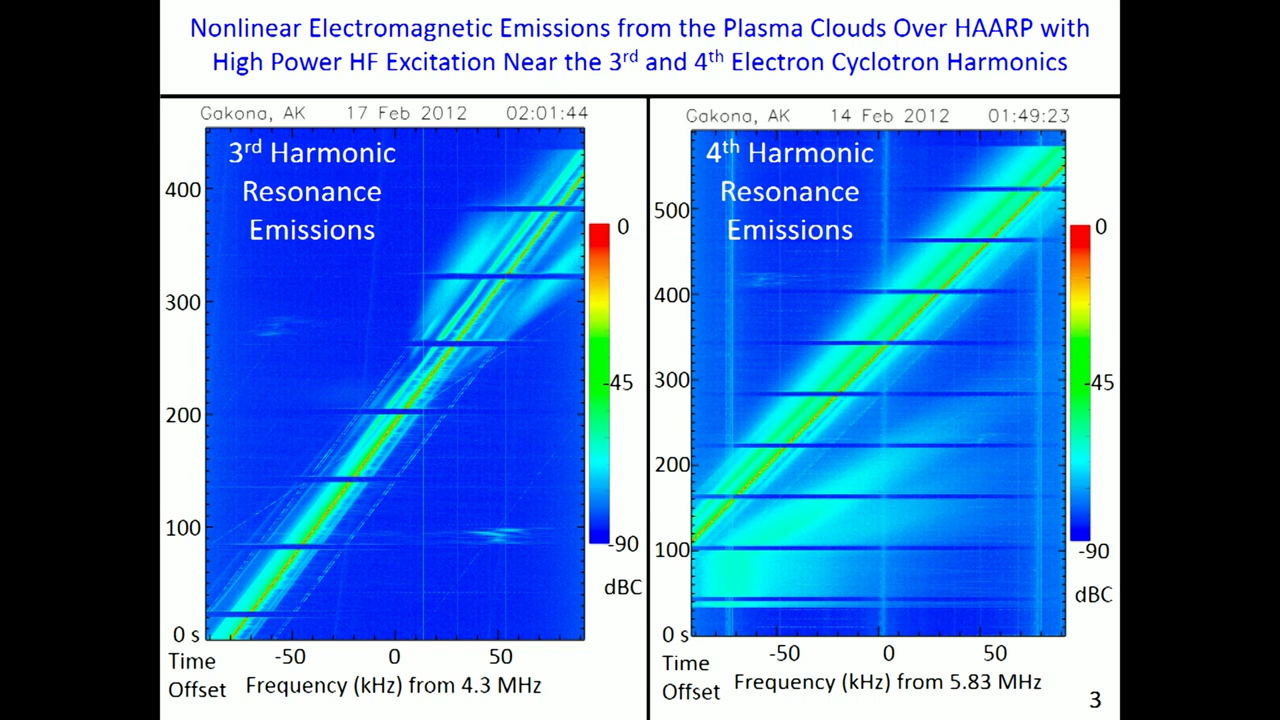 Nonlinear Electromagnetic Emissions from the Plasma Clouds Over HAARP with
High Power HF Excitation Near the 3rd and 4th Electron Cyclotron Harmonics
Gakona, AK 17 Feb 2012 02:01:44
3rd Harmonic
Resonance
Emissions
400
300
200
100
0 s
Time
Offset
-50 0 50
Frequency (kHz) from 4.3 MHz
0
-45
-90
dBC
Gakona, AK 14 Feb 2012 01:49:23
4th Harmonic
Resonance
Emissions
500
400
300
200
100
0 s
Time
Offset
-50 0 50
Frequency (kHz) from 5.83 MHz
0
-45
-90
dBC
3